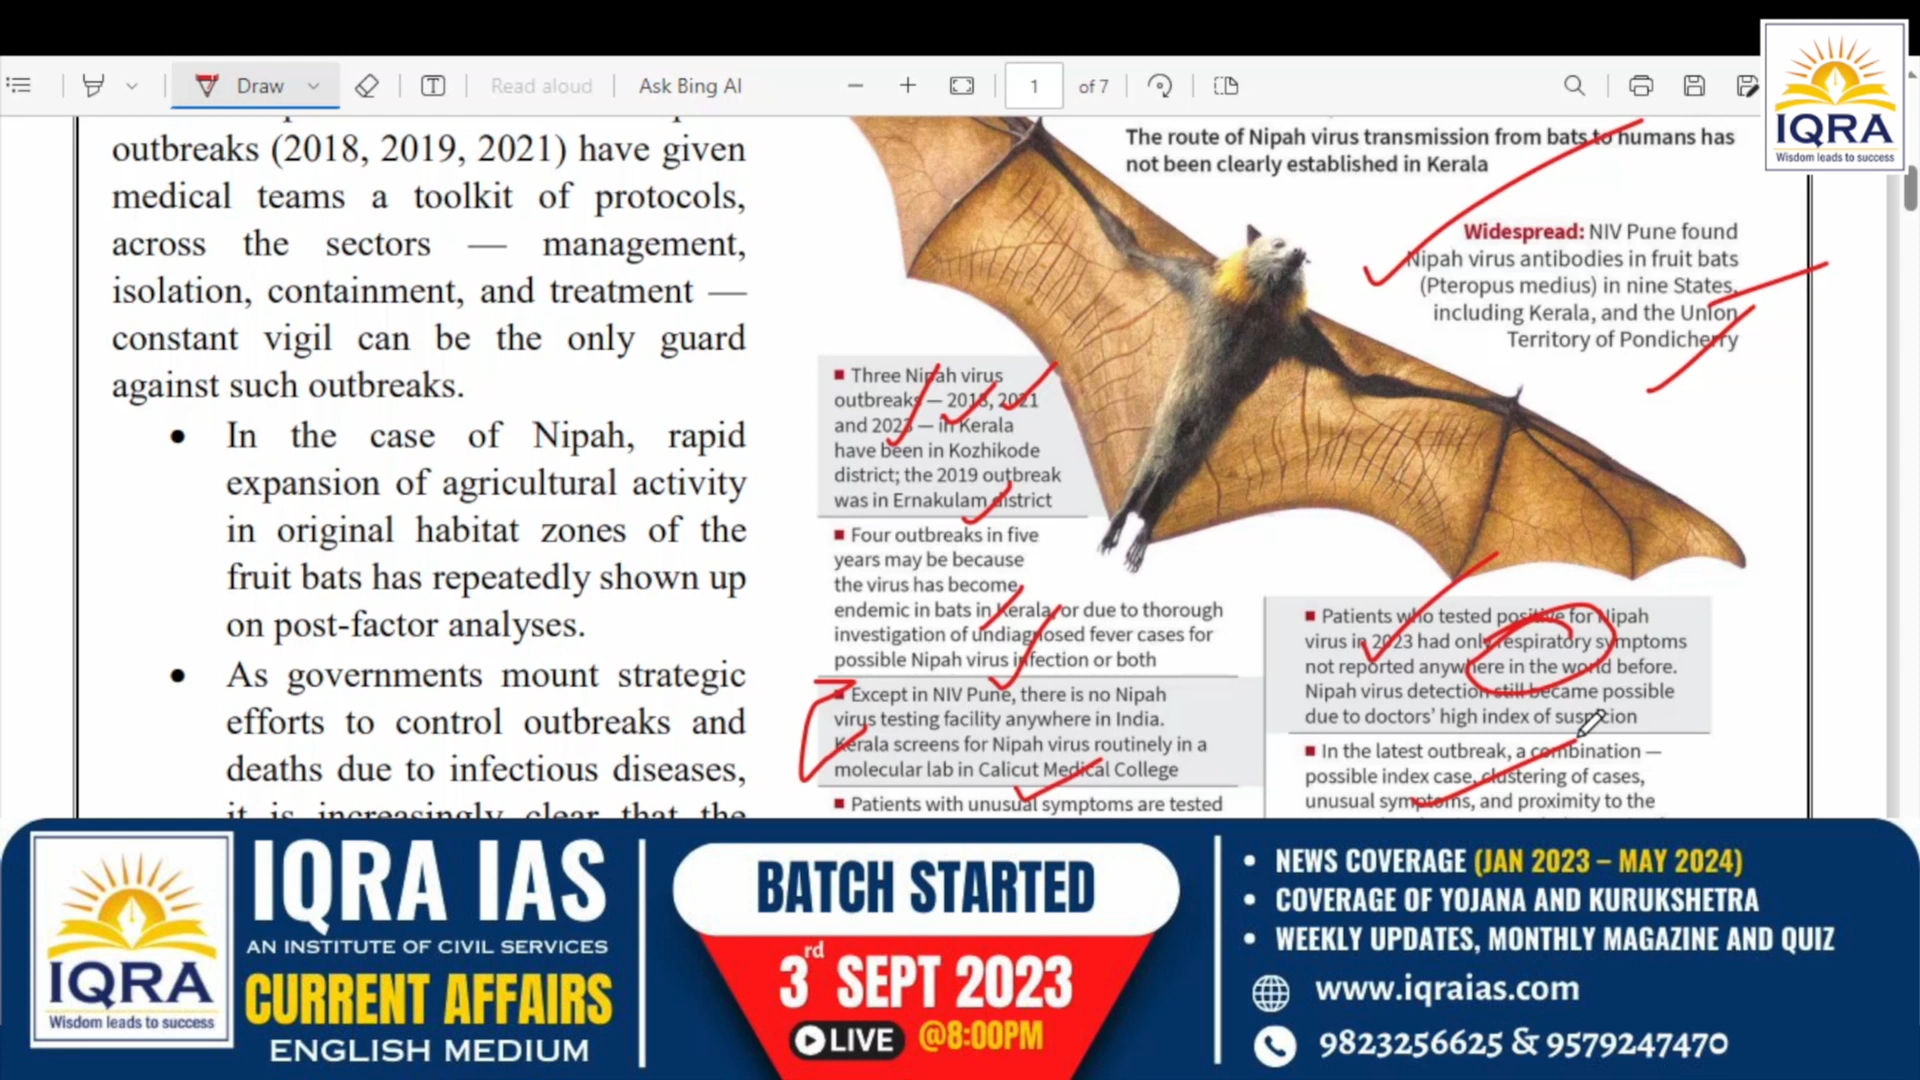 Draw
Read aloud
Ask Bing AI
1 of 7
IQRA
Wisdom leads to success
outbreaks (2018, 2019, 2021) have given
medical teams a toolkit of protocols,
across the sectors — management,
isolation, containment, and treatment —
constant vigil can be the only guard
against such outbreaks.
• In the case of Nipah, rapid
expansion of agricultural activity
in original habitat zones of the
fruit bats has repeatedly shown up
on post-factor analyses.
• As governments mount strategic
efforts to control outbreaks and
deaths due to infectious diseases,
it is increasingly clear that the
The route of Nipah virus transmission from bats to humans has
not been clearly established in Kerala
Widespread: NIV Pune found
Nipah virus antibodies in fruit bats
(Pteropus medius) in nine States,
including Kerala, and the Union
Territory of Pondicherry
■ Three Nipah virus
outbreaks — 2018, 2021
and 2023 — in Kerala
have been in Kozhikode
district; the 2019 outbreak
was in Ernakulam district
■ Four outbreaks in five
years may be because
the virus has become
endemic in bats in Kerala, or due to thorough
investigation of undiagnosed fever cases for
possible Nipah virus infection or both
■ Except in NIV Pune, there is no Nipah
virus testing facility anywhere in India.
Kerala screens for Nipah virus routinely in a
molecular lab in Calicut Medical College
■ Patients with unusual symptoms are tested
■ Patients who tested positive for Nipah
virus in 2023 had only respiratory symptoms
not reported anywhere in the world before.
Nipah virus detection still became possible
due to doctors' high index of suspicion
■ In the latest outbreak, a combination —
possible index case, clustering of cases,
unusual symptoms, and proximity to the
IQRA
Wisdom leads to success
IQRA IAS
AN INSTITUTE OF CIVIL SERVICES
CURRENT AFFAIRS
ENGLISH MEDIUM
BATCH STARTED
3rd SEPT 2023
LIVE @8:00PM
• NEWS COVERAGE (JAN 2023 – MAY 2024)
• COVERAGE OF YOJANA AND KURUKSHETRA
• WEEKLY UPDATES, MONTHLY MAGAZINE AND QUIZ
www.iqraias.com
9823256625 & 9579247470